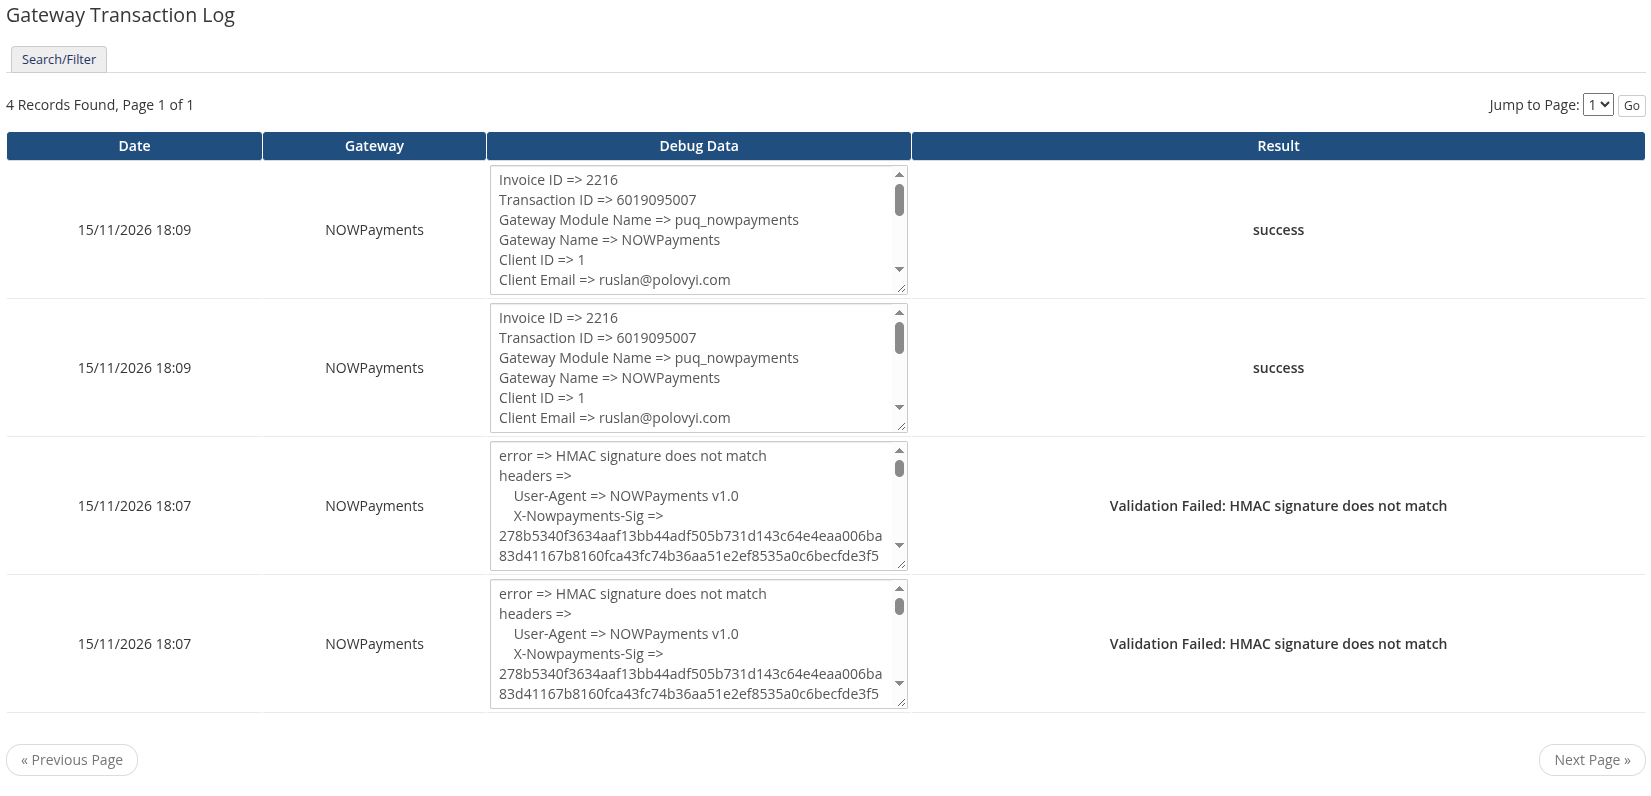 Gateway Transaction Log
Search/Filter
4 Records Found, Page 1 of 1
Jump to Page: 1 Go
Date Gateway Debug Data Result
15/11/2026 18:09 NOWPayments
Invoice ID => 2216
Transaction ID => 6019095007
Gateway Module Name => puq_nowpayments
Gateway Name => NOWPayments
Client ID => 1
Client Email => ruslan@polovyi.com
success
15/11/2026 18:09 NOWPayments
Invoice ID => 2216
Transaction ID => 6019095007
Gateway Module Name => puq_nowpayments
Gateway Name => NOWPayments
Client ID => 1
Client Email => ruslan@polovyi.com
success
15/11/2026 18:07 NOWPayments
error => HMAC signature does not match
headers =>
User-Agent => NOWPayments v1.0
X-Nowpayments-Sig =>
278b5340f3634aaf13bb44adf505b731d143c64e4eaa006ba
83d41167b8160fca43fc74b36aa51e2ef8535a0c6becfde3f5
Validation Failed: HMAC signature does not match
15/11/2026 18:07 NOWPayments
error => HMAC signature does not match
headers =>
User-Agent => NOWPayments v1.0
X-Nowpayments-Sig =>
278b5340f3634aaf13bb44adf505b731d143c64e4eaa006ba
83d41167b8160fca43fc74b36aa51e2ef8535a0c6becfde3f5
Validation Failed: HMAC signature does not match
« Previous Page
Next Page »